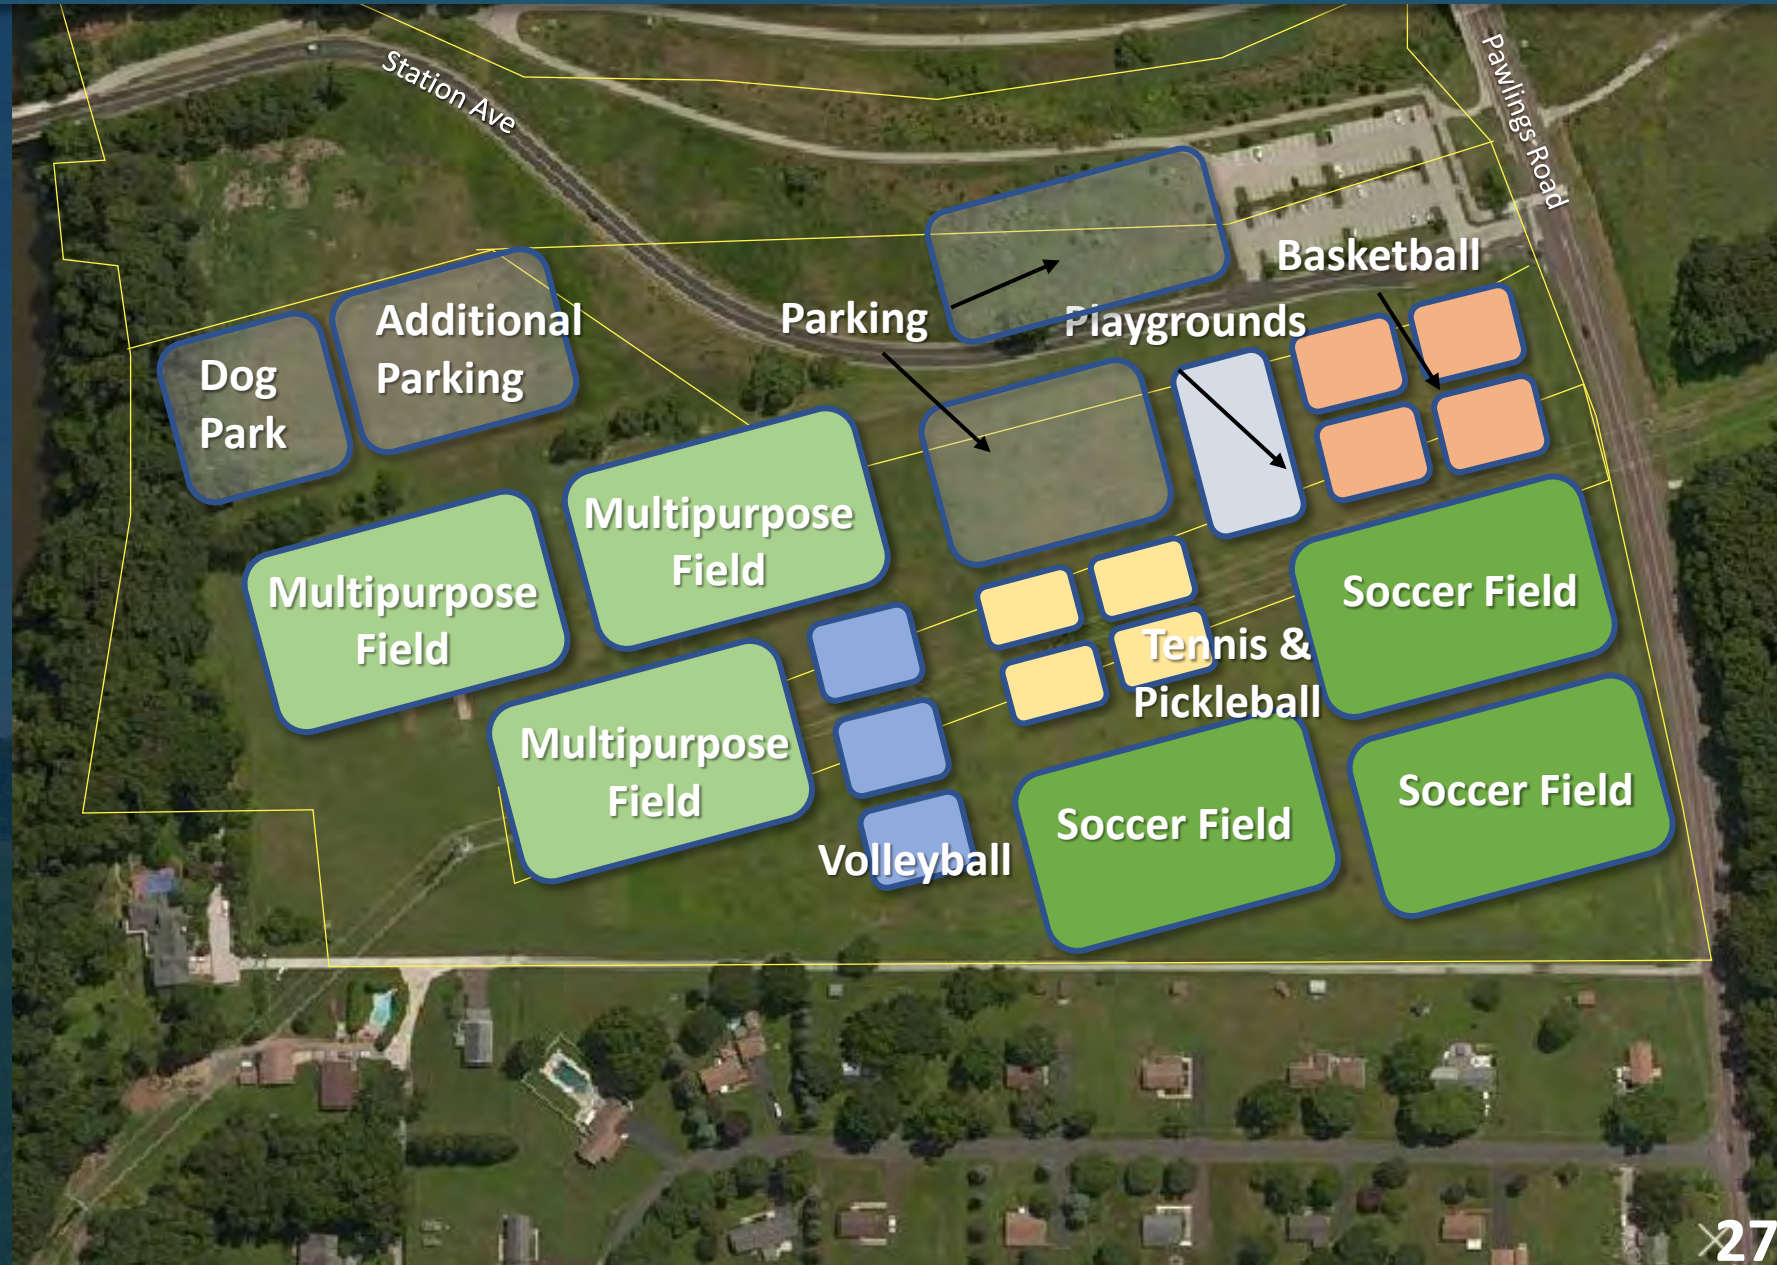 Station Ave
Pawlings Road
Basketball
Additional
Parking
Parking
Playgrounds
Dog
Park
Multipurpose
Field
Multipurpose
Field
Soccer Field
Tennis &
Pickleball
Multipurpose
Field
Soccer Field
Soccer Field
Volleyball
27